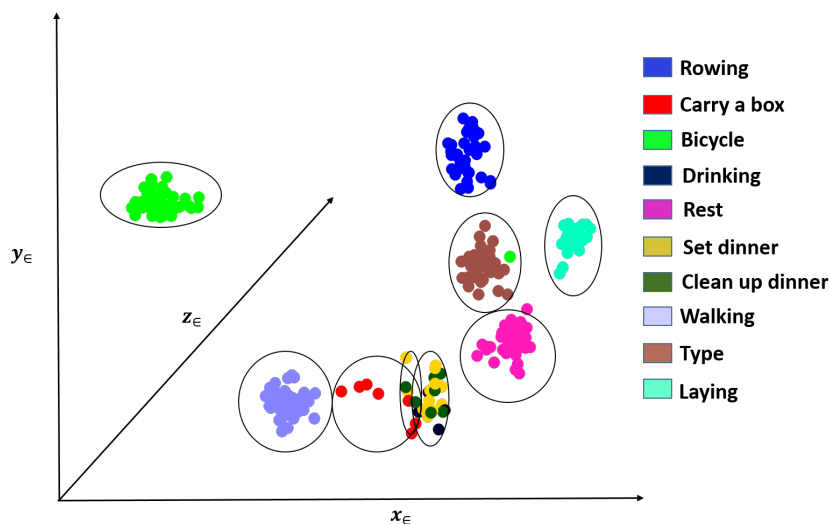 Rowing
Carry a box
Bicycle
Drinking
Rest
Set dinner
Clean up dinner
Walking
Type
Laying
y∈
z∈
x∈